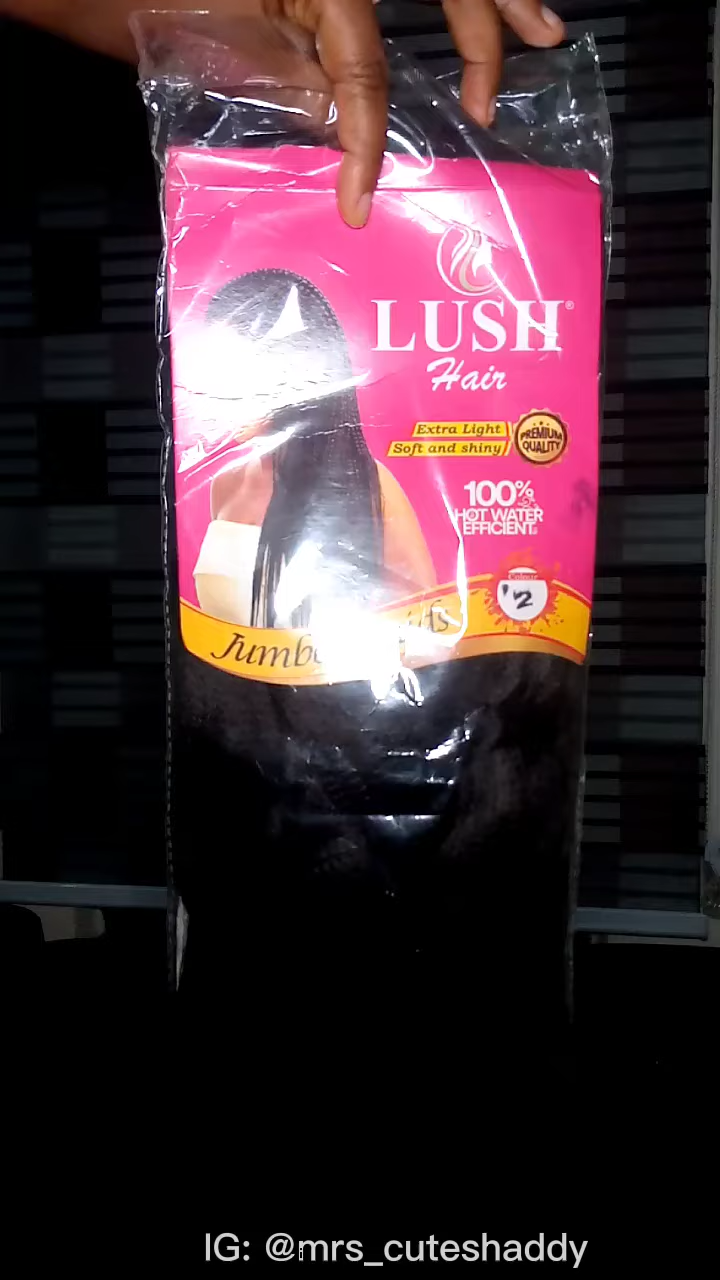 LUSH®
Hair
Extra Light
Soft and shiny
PREMIUM
QUALITY
100%
HOT WATER
EFFICIENT
Colour
2
IG: @mrs_cuteshaddy